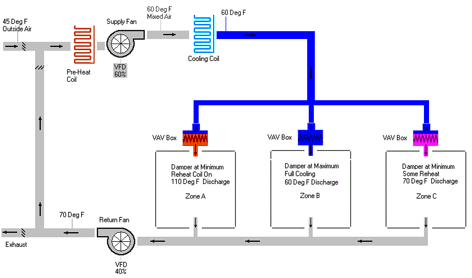 45 Deg F
Outside Air
Supply Fan
60 Deg F
Mixed Air
60 Deg F
Pre-Heat
Coil
VFD
60%
Cooling Coil
VAV Box
VAV Box
VAV Box
Damper at Minimum
Reheat Coil On
110 Deg F Discharge
Zone A
Damper at Maximum
Full Cooling
60 Deg F Discharge
Zone B
Damper at Minimum
Some Reheat
70 Deg F Discharge
Zone C
70 Deg F
Return Fan
Exhaust
VFD
40%